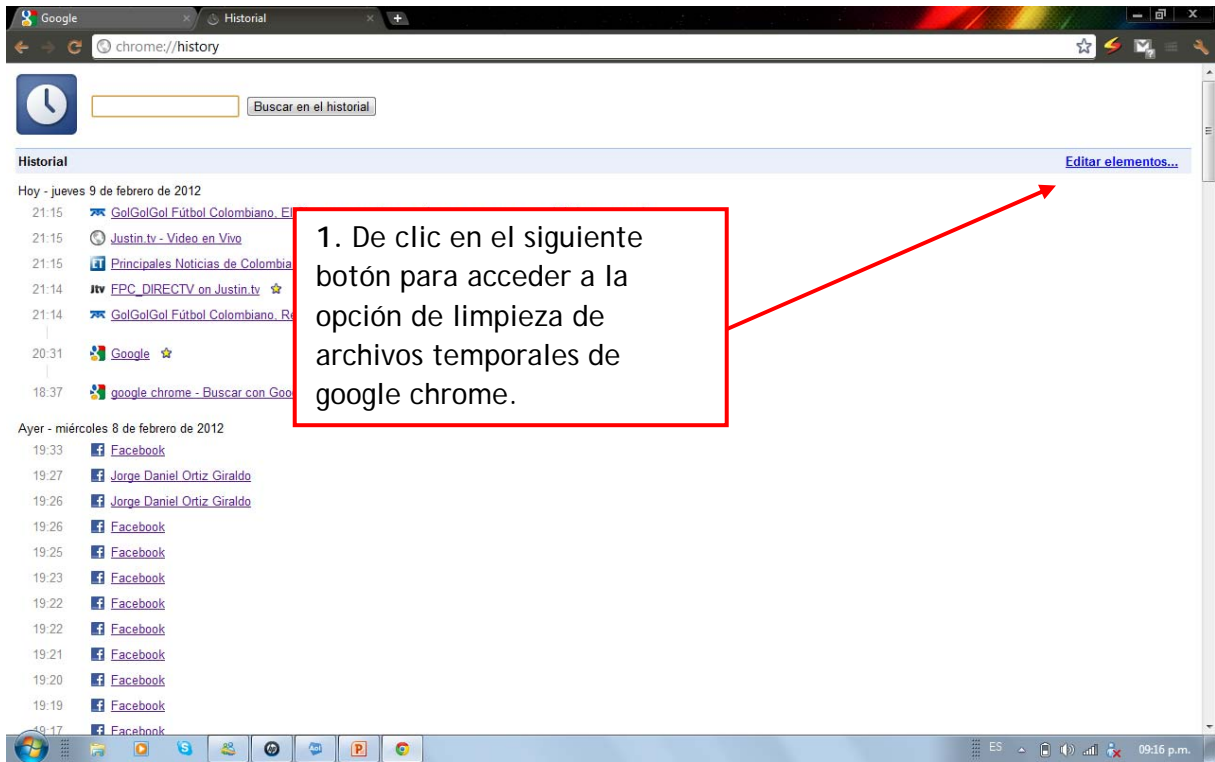 Google
Historial
chrome://history
Buscar en el historial
Historial
Editar elementos...
Hoy - jueves 9 de febrero de 2012
21:15 GolGolGol Fútbol Colombiano, El
21:15 Justin.tv - Video en Vivo
21:15 ET Principales Noticias de Colombia
21:14 Jtv FPC_DIRECTV on Justin.tv
21:14 GolGolGol Fútbol Colombiano, Re
20:31 Google
18:37 google chrome - Buscar con Goo
1. De clic en el siguiente
botón para acceder a la
opción de limpieza de
archivos temporales de
google chrome.
Ayer - miércoles 8 de febrero de 2012
19:33 Facebook
19:27 Jorge Daniel Ortiz Giraldo
19:26 Jorge Daniel Ortiz Giraldo
19:26 Facebook
19:25 Facebook
19:23 Facebook
19:22 Facebook
19:22 Facebook
19:21 Facebook
19:20 Facebook
19:19 Facebook
19:17 Facebook
ES
09:16 p.m.